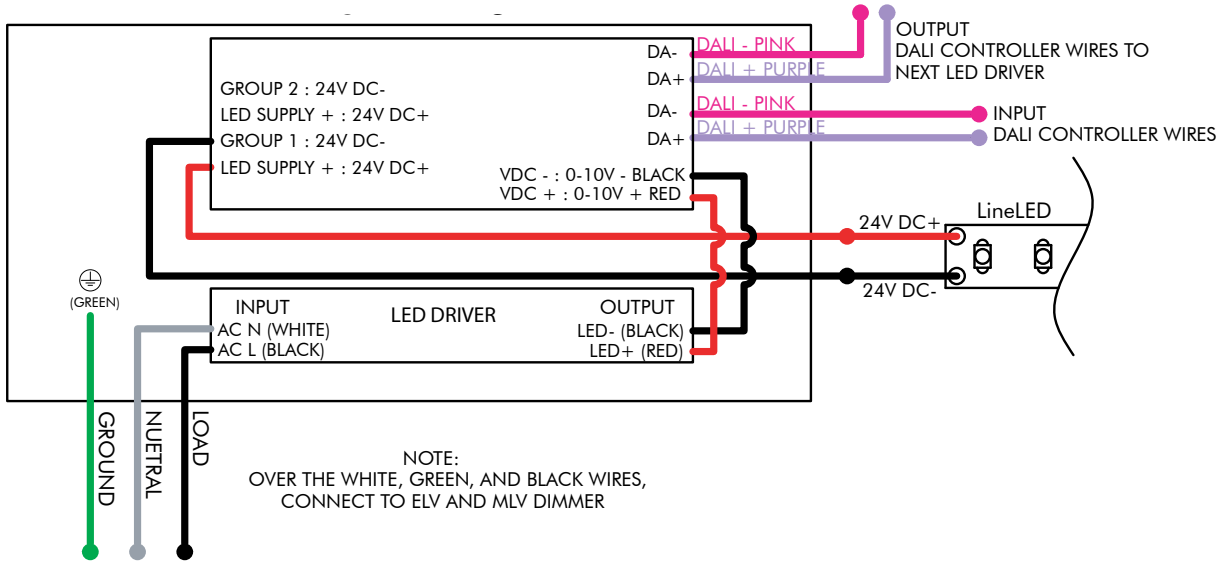 OUTPUT
DALI CONTROLLER WIRES TO
NEXT LED DRIVER
DA- DALI - PINK
DA+ DALI + PURPLE
DA- DALI - PINK
DA+ DALI + PURPLE
INPUT
DALI CONTROLLER WIRES
GROUP 2 : 24V DC-
LED SUPPLY + : 24V DC+
GROUP 1 : 24V DC-
LED SUPPLY + : 24V DC+
VDC - : 0-10V - BLACK
VDC + : 0-10V + RED
LineLED
24V DC+
24V DC-
(GREEN)
INPUT
LED DRIVER
OUTPUT
AC N (WHITE)
AC L (BLACK)
LED- (BLACK)
LED+ (RED)
GROUND
NUETRAL
LOAD
NOTE:
OVER THE WHITE, GREEN, AND BLACK WIRES,
CONNECT TO ELV AND MLV DIMMER